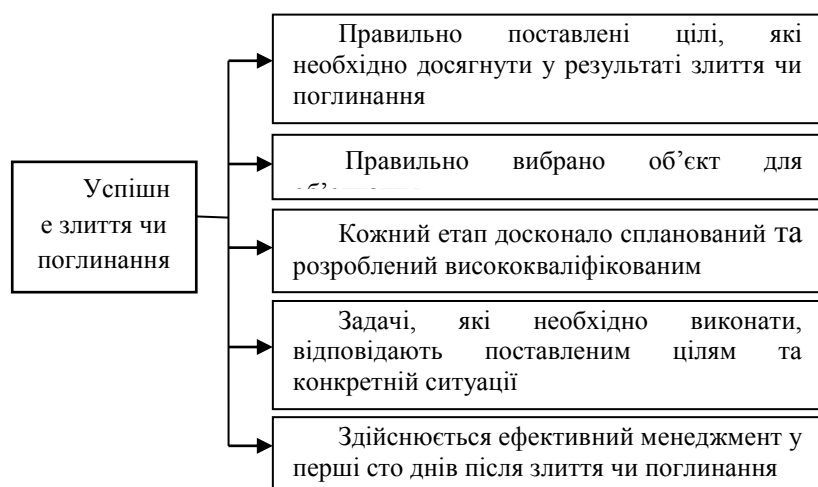 Правильно поставлені цілі, які
необхідно досягнути у результаті злиття чи
поглинання
Правильно вибрано об’єкт для
Успішн
е злиття чи
поглинання
Кожний етап досконало спланований та
розроблений висококваліфікованим
Задачі, які необхідно виконати,
відповідають поставленим цілям та
конкретній ситуації
Здійснюється ефективний менеджмент у
перші сто днів після злиття чи поглинання